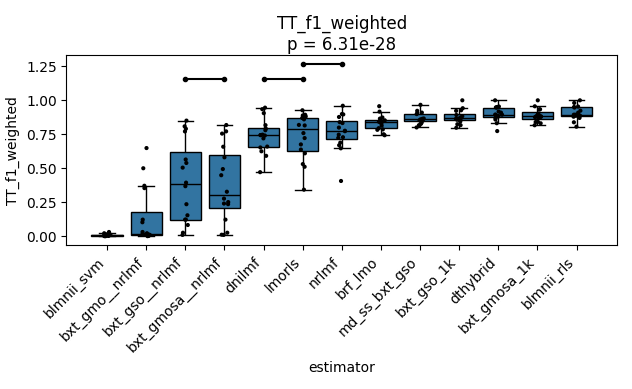 TT_f1_weighted
p = 6.31e-28
1.25
1.00
0.75
0.50
0.25
0.00
TT_f1_weighted
blmnii_svm
bxt_gmo__nrlmf
bxt_gso__nrlmf
bxt_gmosa__nrlmf
dnilmf
lmorls
nrlmf
brf_lmo
md_ss_bxt_gso
bxt_gso_1k
dthybrid
bxt_gmosa_1k
blmnii_rls
estimator